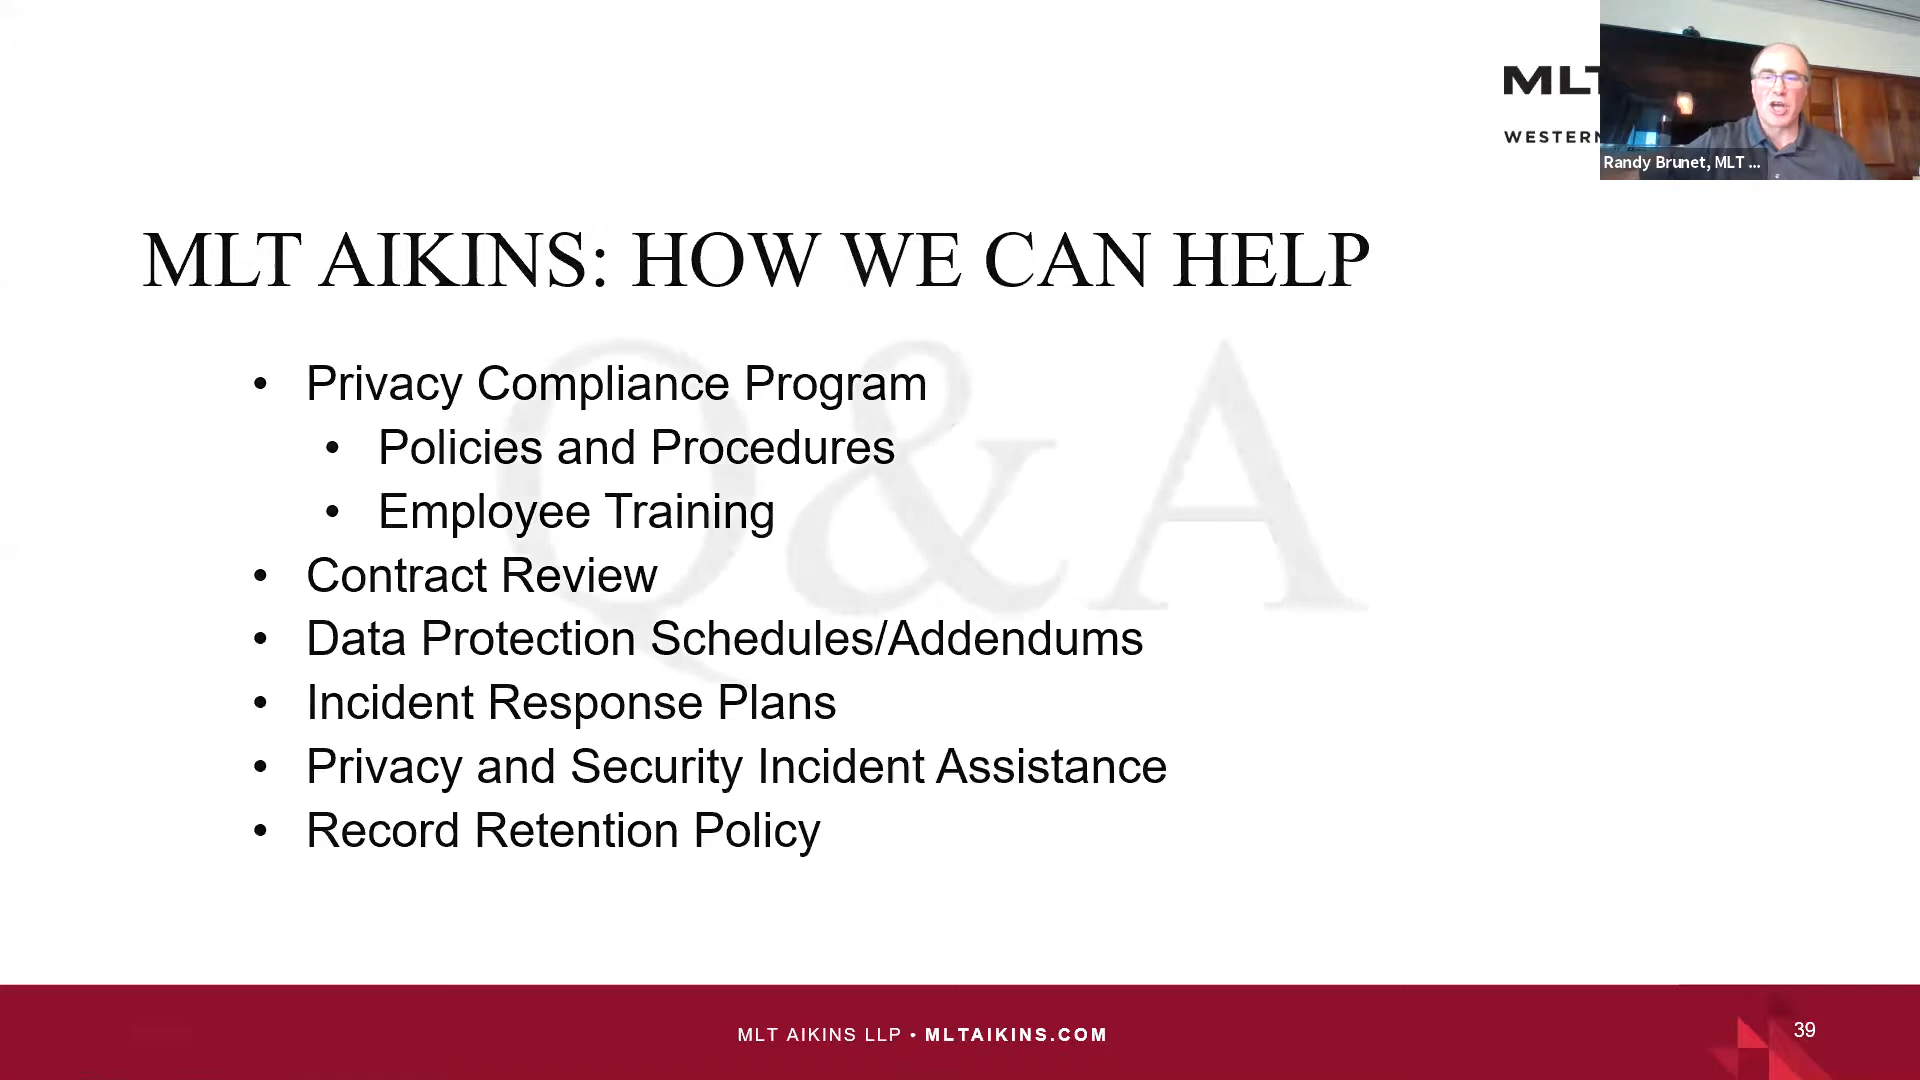 MLT
WESTERN
Randy Brunet, MLT ...
MLT AIKINS: HOW WE CAN HELP
Q&A
• Privacy Compliance Program
• Policies and Procedures
• Employee Training
• Contract Review
• Data Protection Schedules/Addendums
• Incident Response Plans
• Privacy and Security Incident Assistance
• Record Retention Policy
MLT AIKINS LLP • MLTAIKINS.COM
39